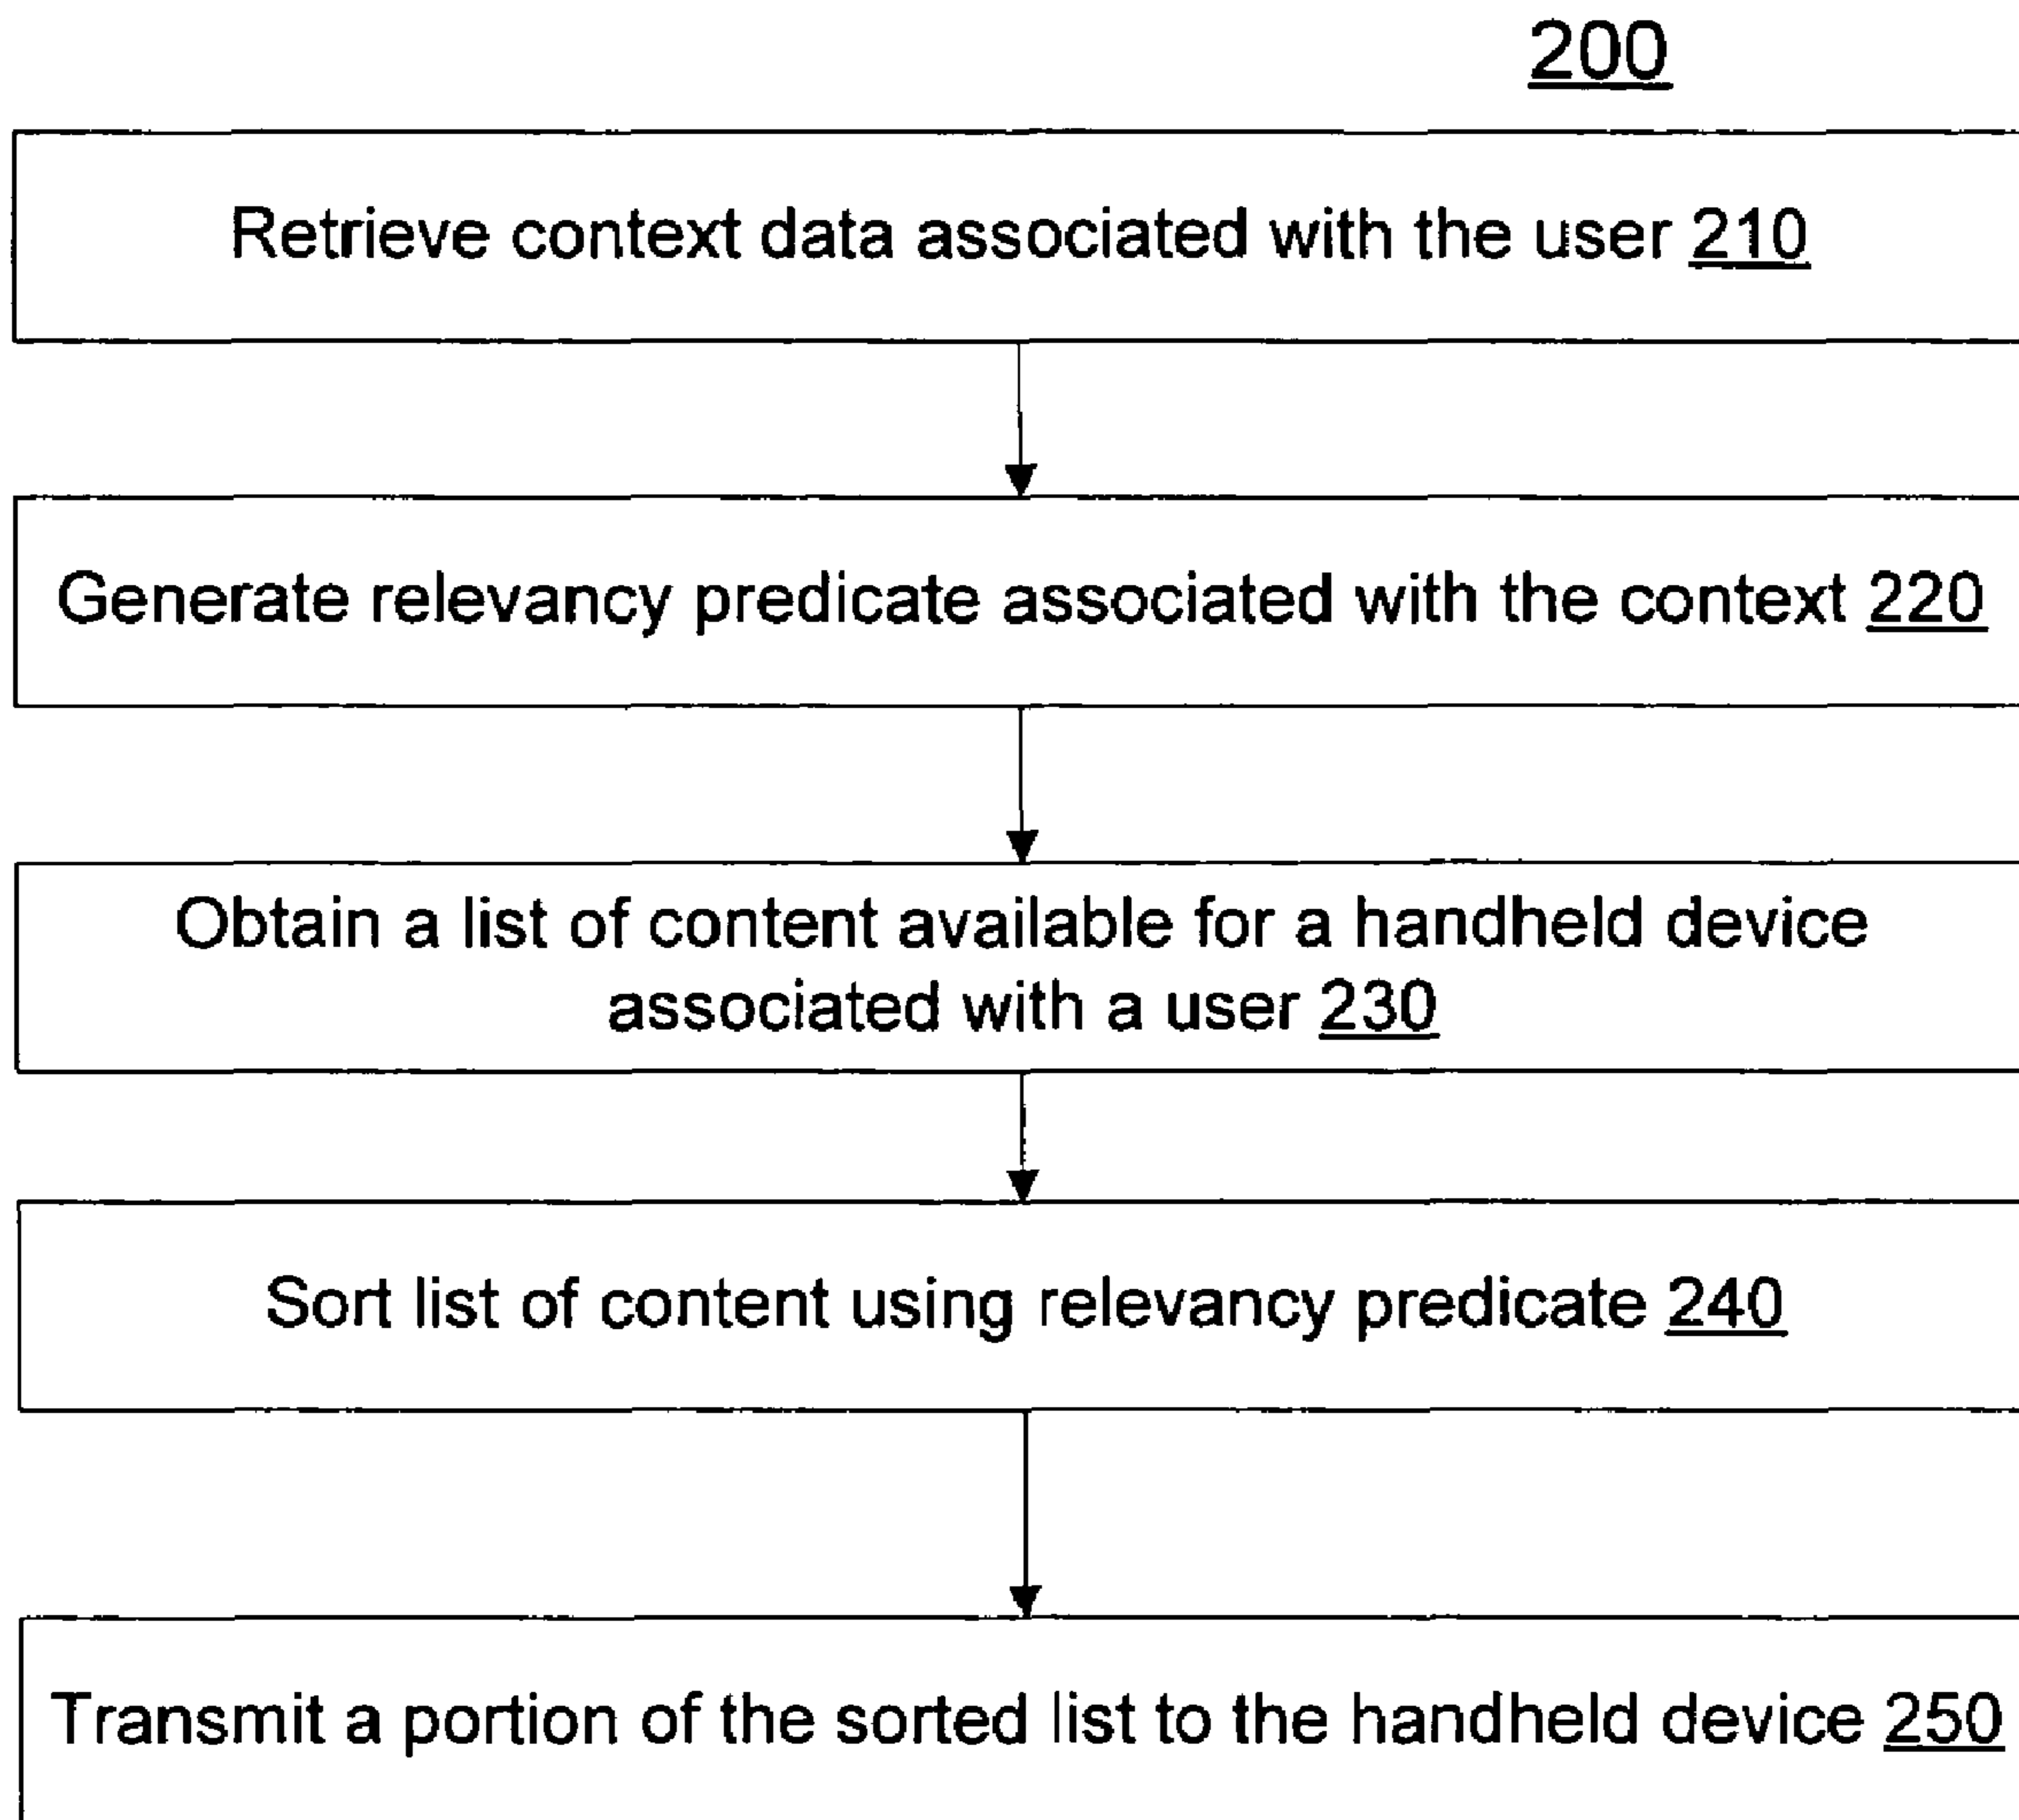 200
Retrieve context data associated with the user 210
Generate relevancy predicate associated with the context 220
Obtain a list of content available for a handheld device
associated with a user 230
Sort list of content using relevancy predicate 240
Transmit a portion of the sorted list to the handheld device 250